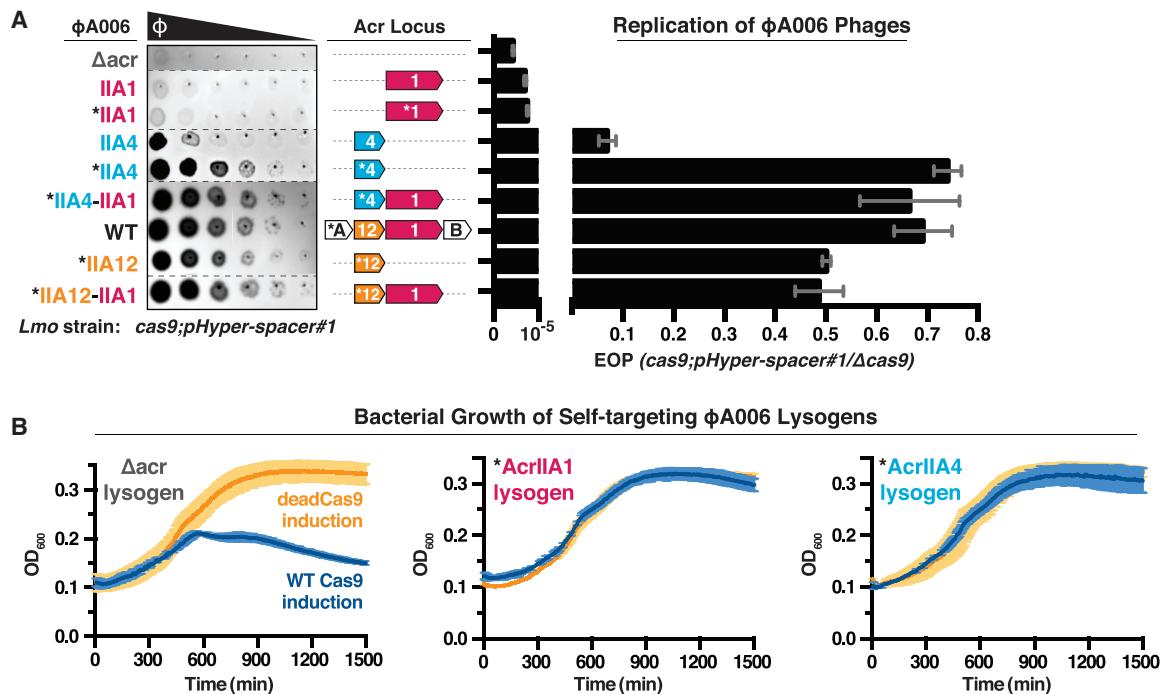 A
ϕA006
ϕ
Acr Locus
Replication of ϕA006 Phages
Δacr
IIA1
1
*IIA1
*1
IIA4
4
*IIA4
*4
*IIA4-IIA1
*4 1
WT
*A 12 1 B
*IIA12
*12
*IIA12-IIA1
*12 1
Lmo strain: cas9;pHyper-spacer#1
0 10-5 0.1 0.2 0.3 0.4 0.5 0.6 0.7 0.8
EOP (cas9;pHyper-spacer#1/Δcas9)
B
Bacterial Growth of Self-targeting ϕA006 Lysogens
Δacr
lysogen
deadCas9
induction
WT Cas9
induction
OD600
0.3
0.2
0.1
0.0
0 300 600 900 1200 1500
Time (min)
*AcrIIA1
lysogen
OD600
0.3
0.2
0.1
0.0
0 300 600 900 1200 1500
Time (min)
*AcrIIA4
lysogen
OD600
0.3
0.2
0.1
0.0
0 300 600 900 1200 1500
Time (min)